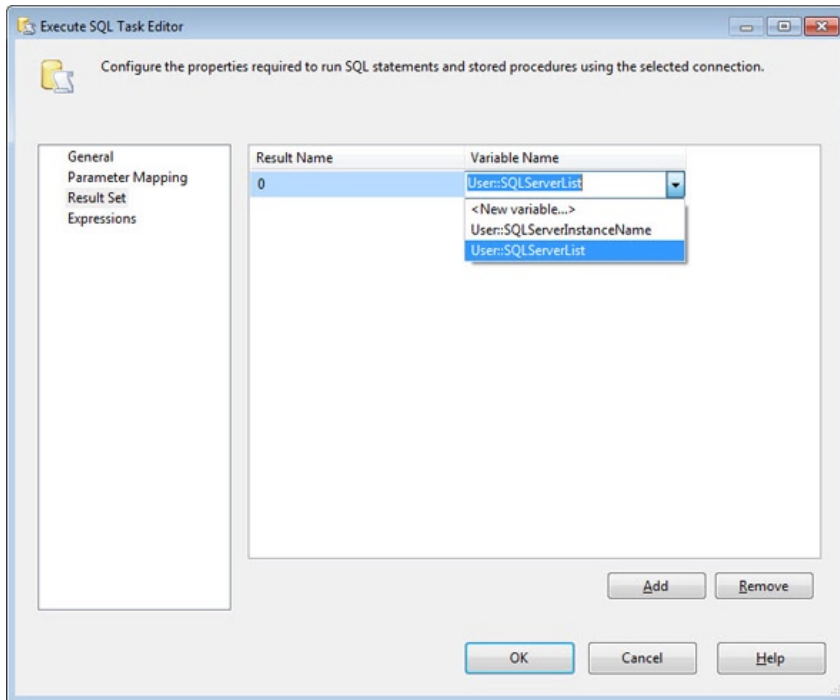 Execute SQL Task Editor
Configure the properties required to run SQL statements and stored procedures using the selected connection.
General
Parameter Mapping
Result Set
Expressions
Result Name Variable Name
0 User::SQLServerList
<New variable...>
User::SQLServerInstanceName
User::SQLServerList
Add Remove
OK Cancel Help